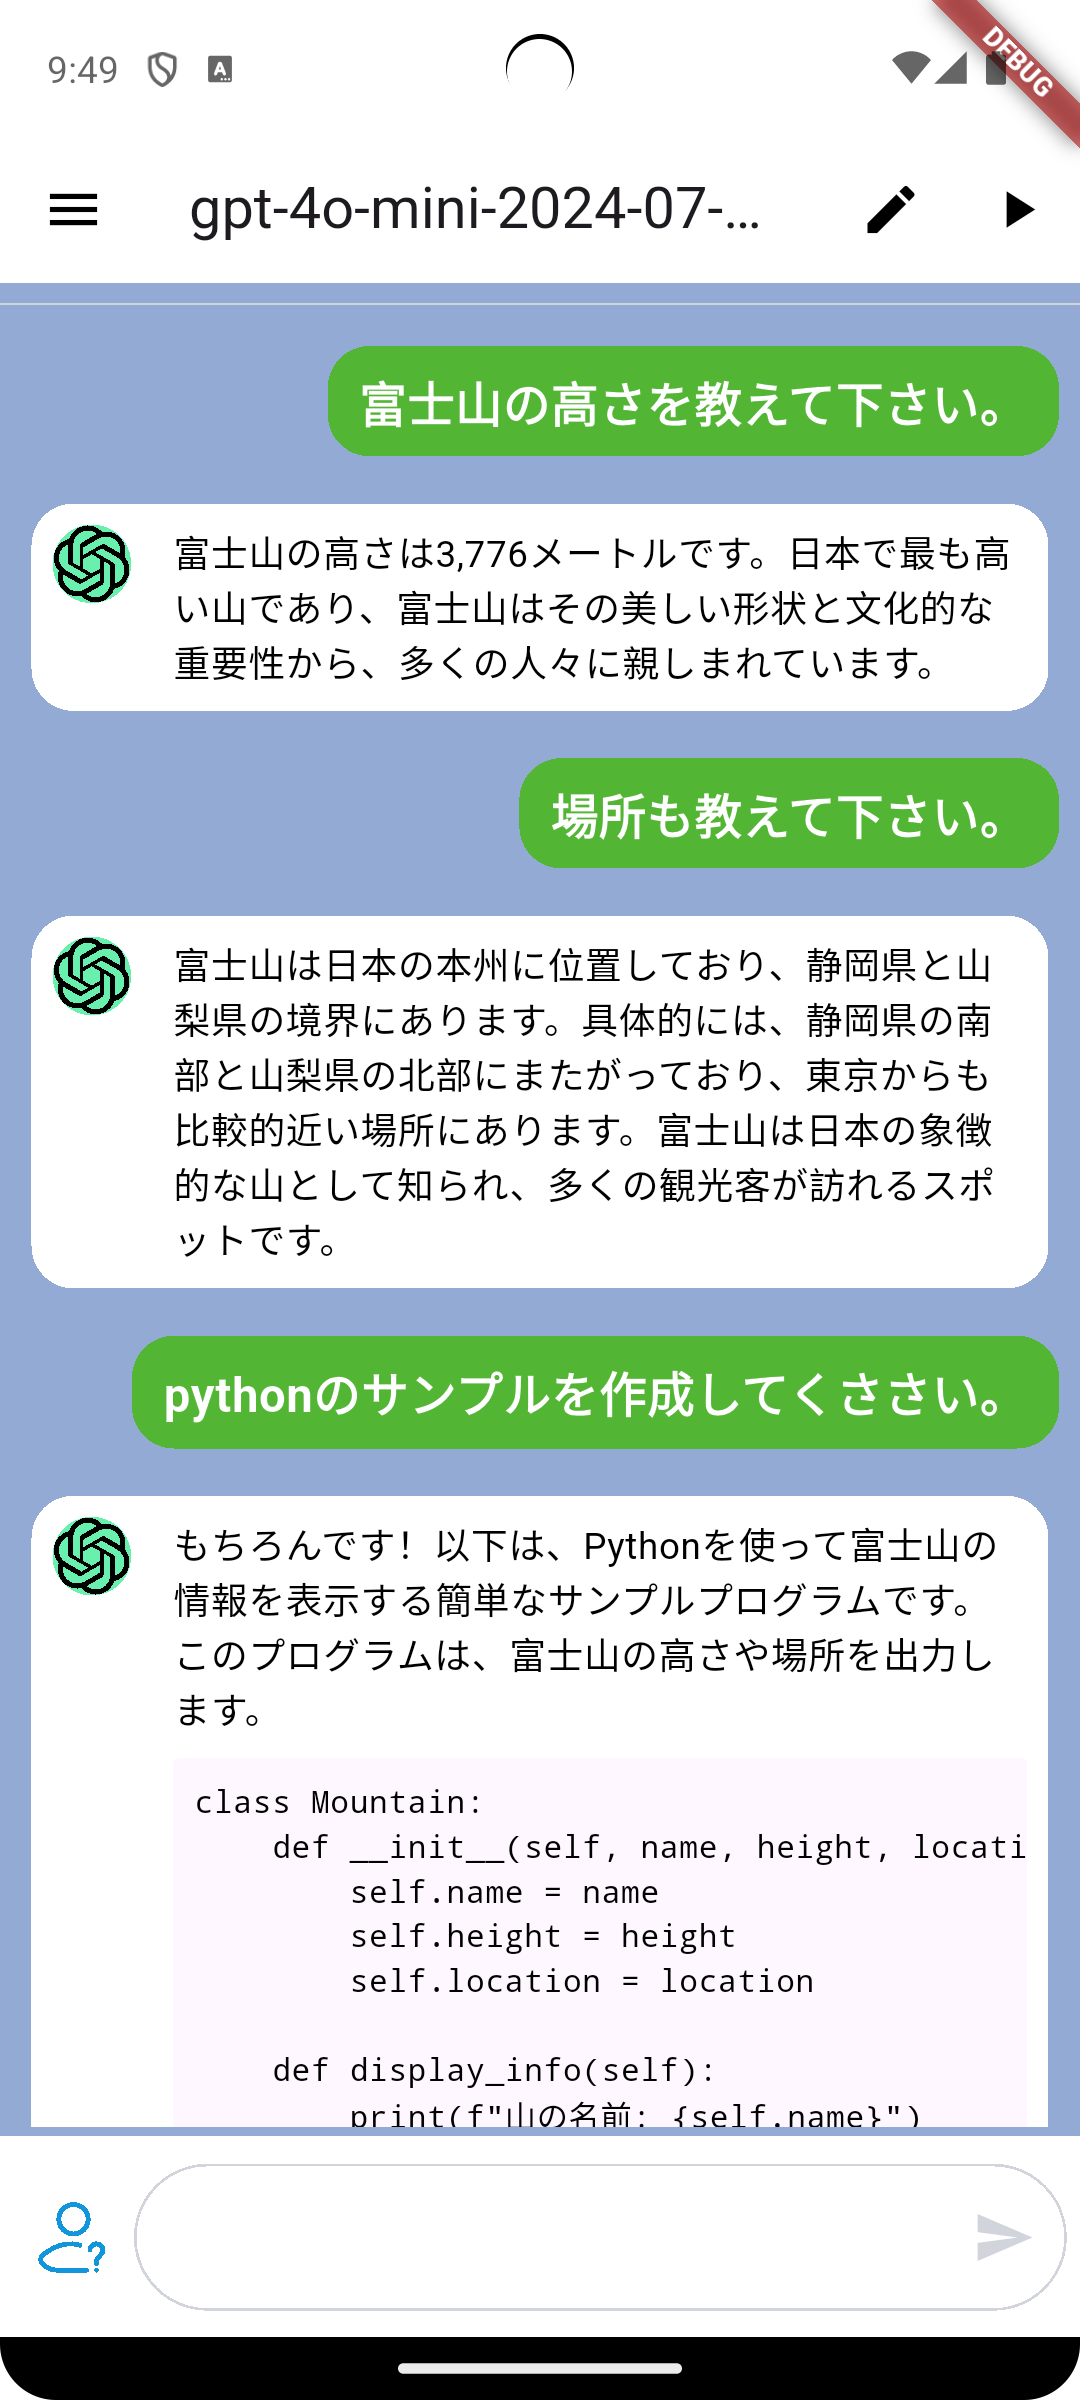 9:49
A
DEBUG
gpt-4o-mini-2024-07-...
富士山の高さを教えて下さい。
富士山の高さは3,776メートルです。日本で最も高
い山であり、富士山はその美しい形状と文化的な
重要性から、多くの人々に親しまれています。
場所も教えて下さい。
富士山は日本の本州に位置しており、静岡県と山
梨県の境界にあります。具体的には、静岡県の南
部と山梨県の北部にまたがっており、東京からも
比較的近い場所にあります。富士山は日本の象徴
的な山として知られ、多くの観光客が訪れるスポ
ットです。
pythonのサンプルを作成してくささい。
もちろんです！以下は、Pythonを使って富士山の
情報を表示する簡単なサンプルプログラムです。
このプログラムは、富士山の高さや場所を出力し
ます。
class Mountain:
    def __init__(self, name, height, locati
        self.name = name
        self.height = height
        self.location = location
    def display_info(self):
        print(f"山の名前: {self.name}")